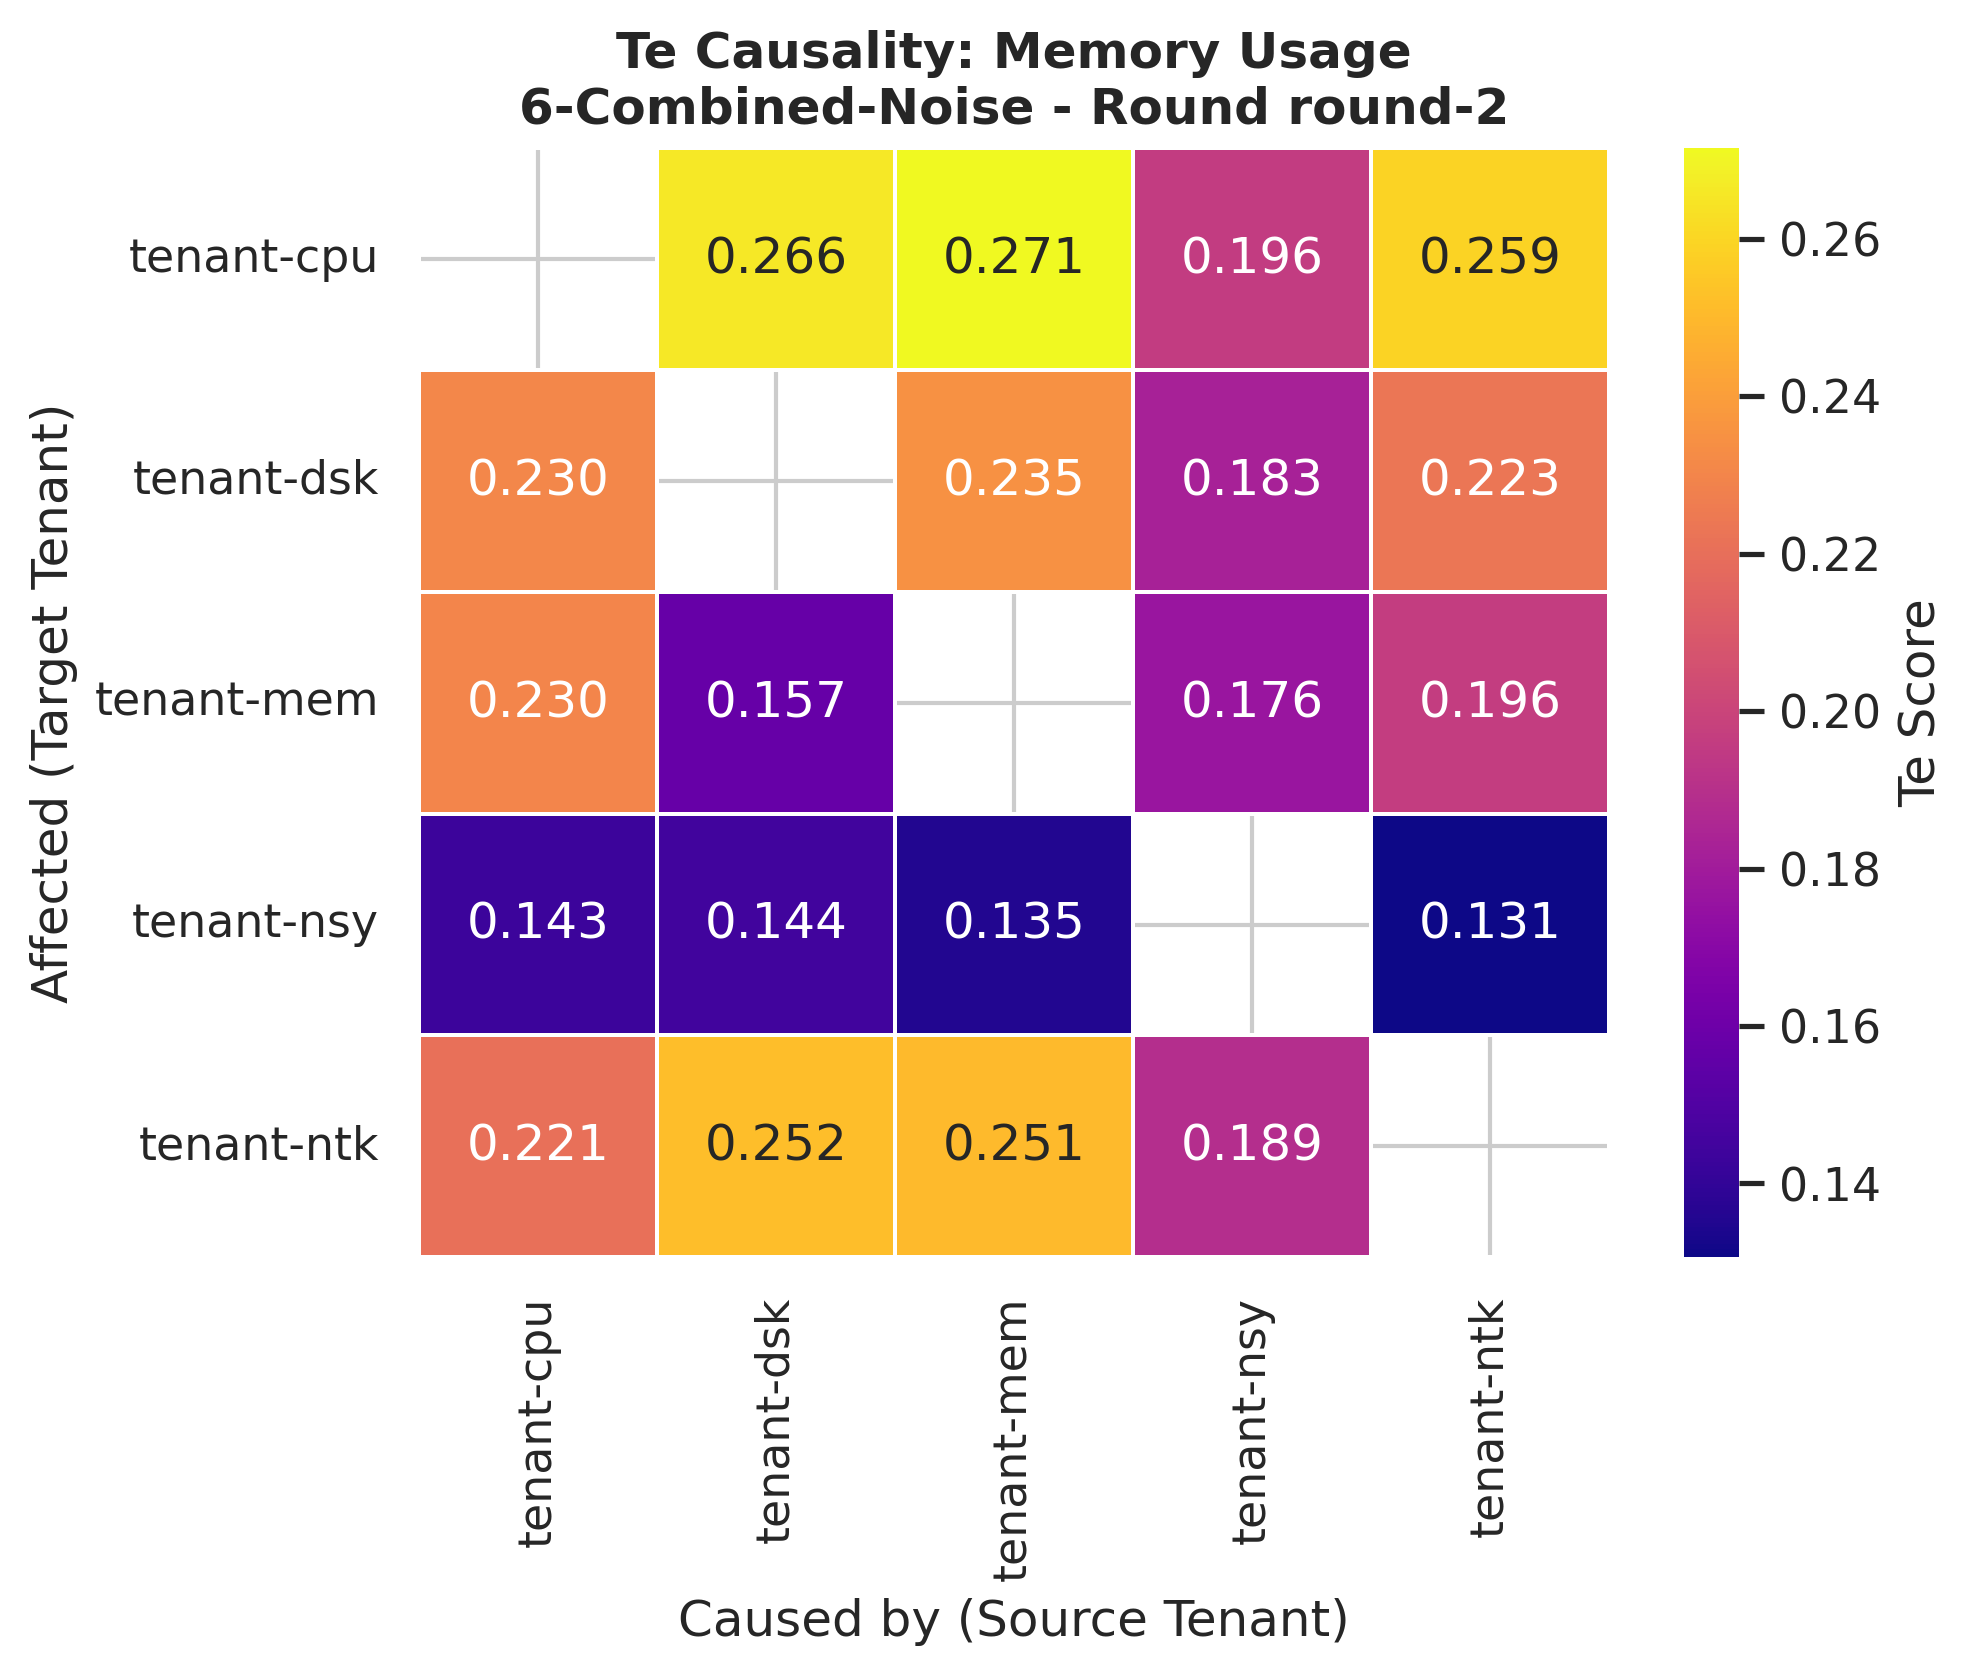 Te Causality: Memory Usage
6-Combined-Noise - Round round-2
Affected (Target Tenant)
tenant-cpu 0.266 0.271 0.196 0.259
tenant-dsk 0.230 0.235 0.183 0.223
tenant-mem 0.230 0.157 0.176 0.196
tenant-nsy 0.143 0.144 0.135 0.131
tenant-ntk 0.221 0.252 0.251 0.189
tenant-cpu tenant-dsk tenant-mem tenant-nsy tenant-ntk
Caused by (Source Tenant)
0.26
0.24
0.22
0.20
0.18
0.16
0.14
Te Score